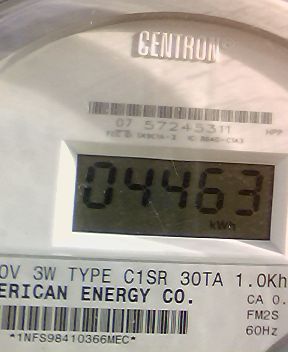 CENTRON®
07 57245311
HPP
04463
kWh
0V 3W TYPE C1SR 30TA 1.0Kh
ERICAN ENERGY CO.
CA 0.
FM2S
60Hz
*1NFS98410366MEC*